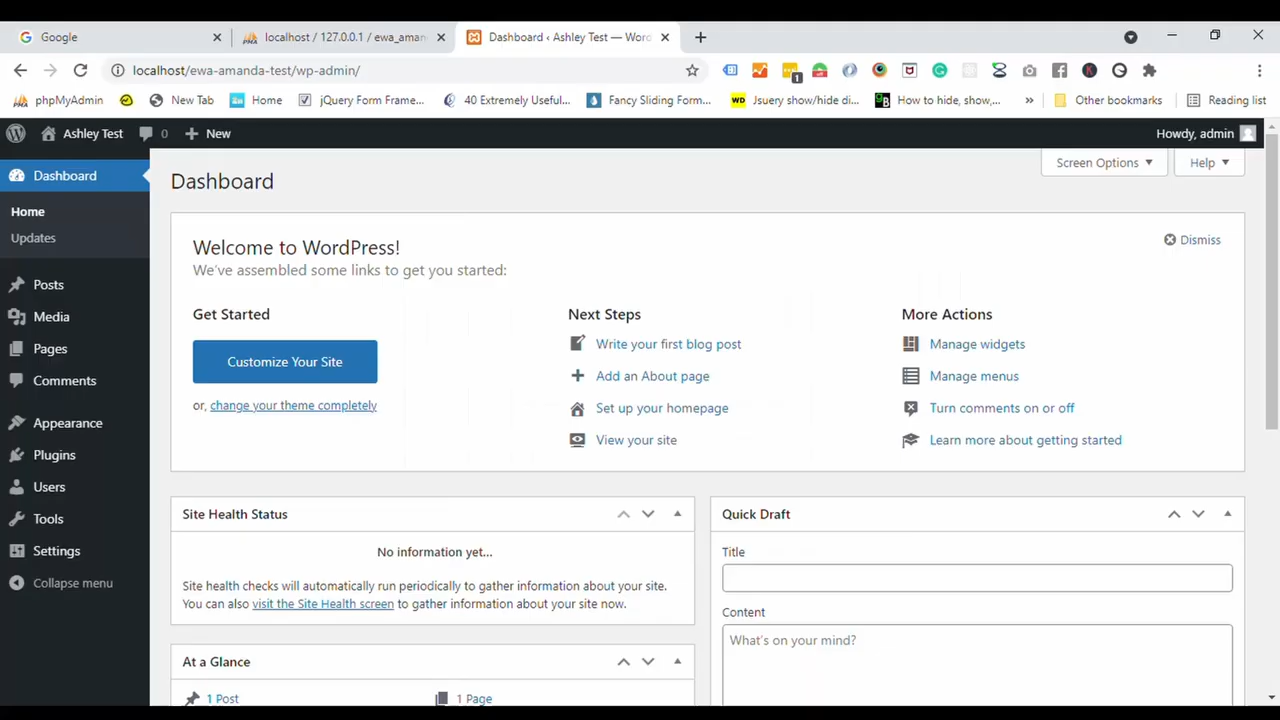 Google
localhost / 127.0.0.1 / ewa_aman
Dashboard ‹ Ashley Test — Word
localhost/ewa-amanda-test/wp-admin/
1
phpMyAdmin
New Tab
Home
jQuery Form Frame...
40 Extremely Useful...
Fancy Sliding Form...
WD Jsuery show/hide di...
How to hide, show,...
»
Other bookmarks
Reading list
Ashley Test
0
New
Howdy, admin
Dashboard
Home
Updates
Posts
Media
Pages
Comments
Appearance
Plugins
Users
Tools
Settings
Collapse menu
Screen Options
Help
Dashboard
Welcome to WordPress!
We've assembled some links to get you started:
Dismiss
Get Started
Customize Your Site
or, change your theme completely
Next Steps
Write your first blog post
Add an About page
Set up your homepage
View your site
More Actions
Manage widgets
Manage menus
Turn comments on or off
Learn more about getting started
Site Health Status
No information yet...
Site health checks will automatically run periodically to gather information about your site.
You can also visit the Site Health screen to gather information about your site now.
At a Glance
1 Post
1 Page
Quick Draft
Title
Content
What's on your mind?